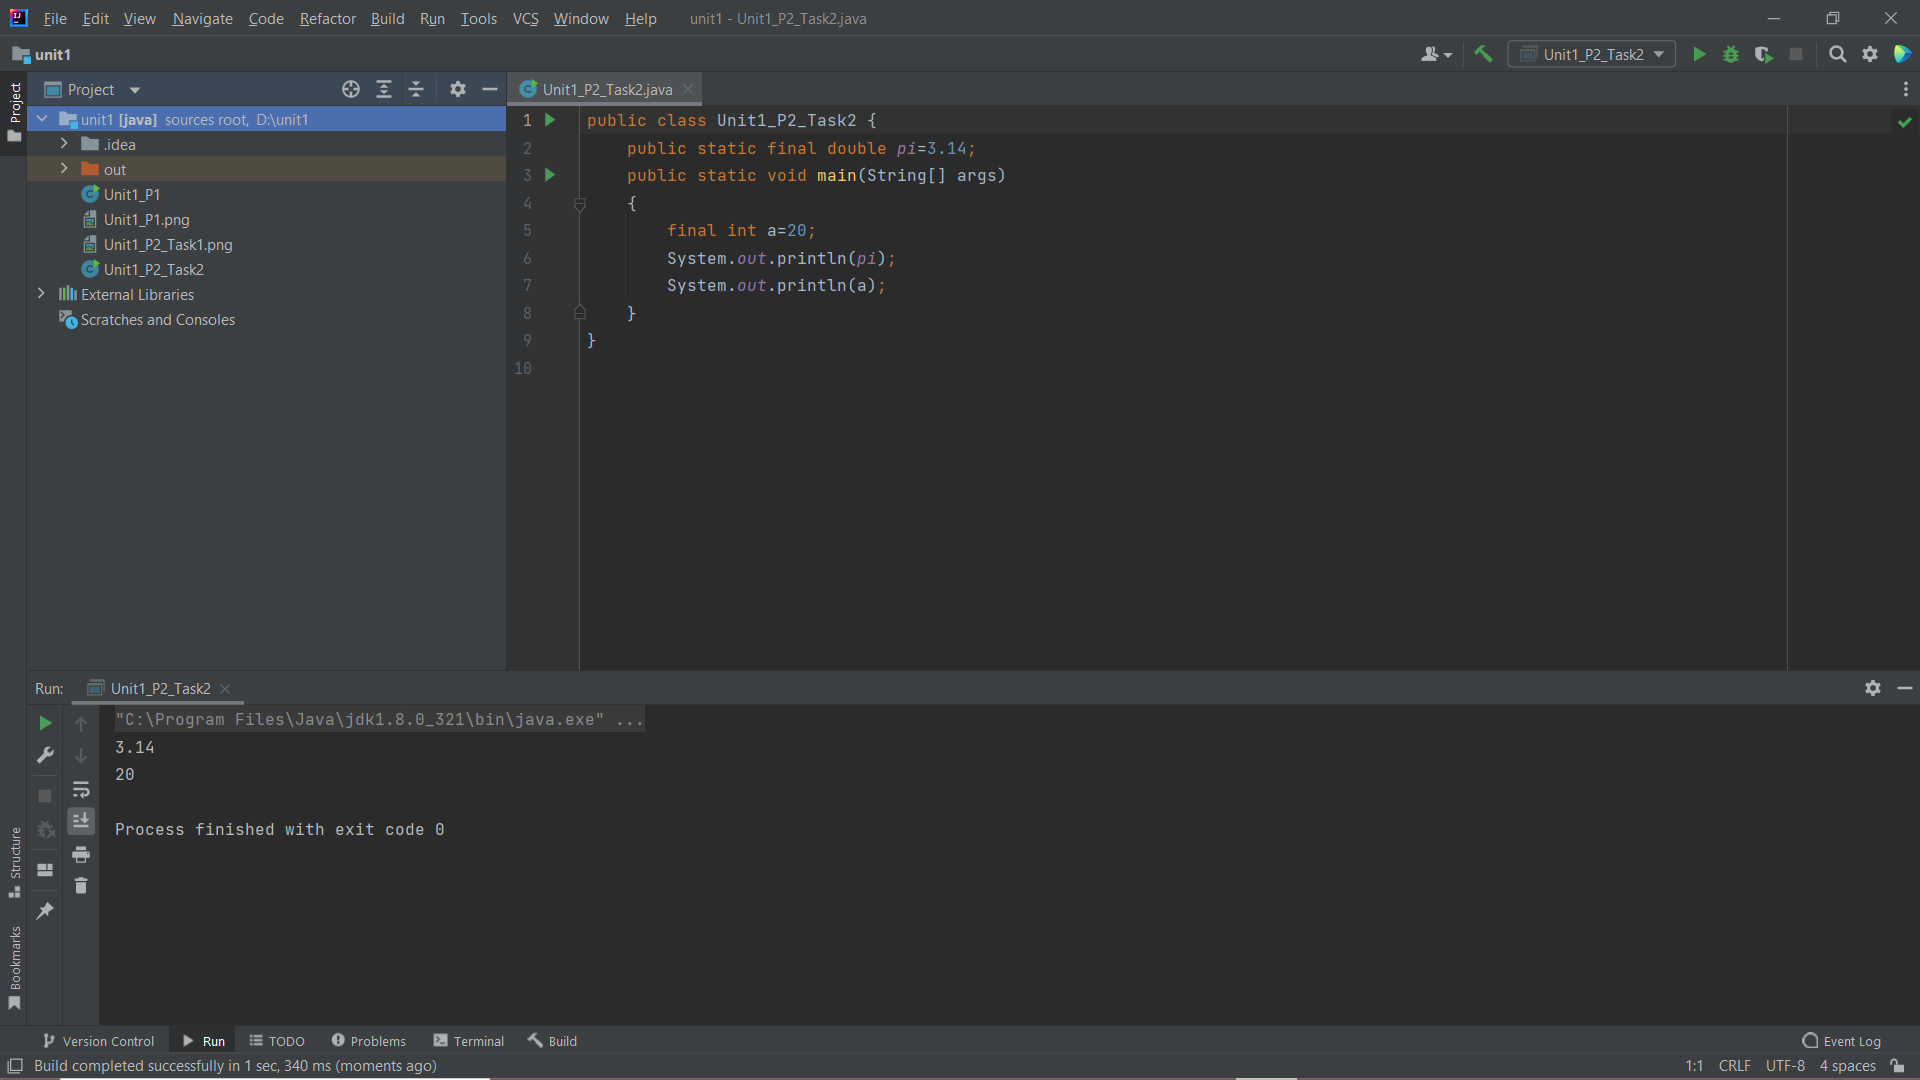 File Edit View Navigate Code Refactor Build Run Tools VCS Window Help unit1 - Unit1_P2_Task2.java
unit1
Unit1_P2_Task2
Project
Project
Unit1_P2_Task2.java
unit1 [java] sources root, D:\unit1
.idea
out
Unit1_P1
Unit1_P1.png
Unit1_P2_Task1.png
Unit1_P2_Task2
External Libraries
Scratches and Consoles
1 public class Unit1_P2_Task2 {
2 public static final double pi=3.14;
3 public static void main(String[] args)
4 {
5 final int a=20;
6 System.out.println(pi);
7 System.out.println(a);
8 }
9 }
10
Run: Unit1_P2_Task2
"C:\Program Files\Java\jdk1.8.0_321\bin\java.exe" ...
3.14
20
Process finished with exit code 0
Structure
Bookmarks
Version Control Run TODO Problems Terminal Build Event Log
Build completed successfully in 1 sec, 340 ms (moments ago) 1:1 CRLF UTF-8 4 spaces